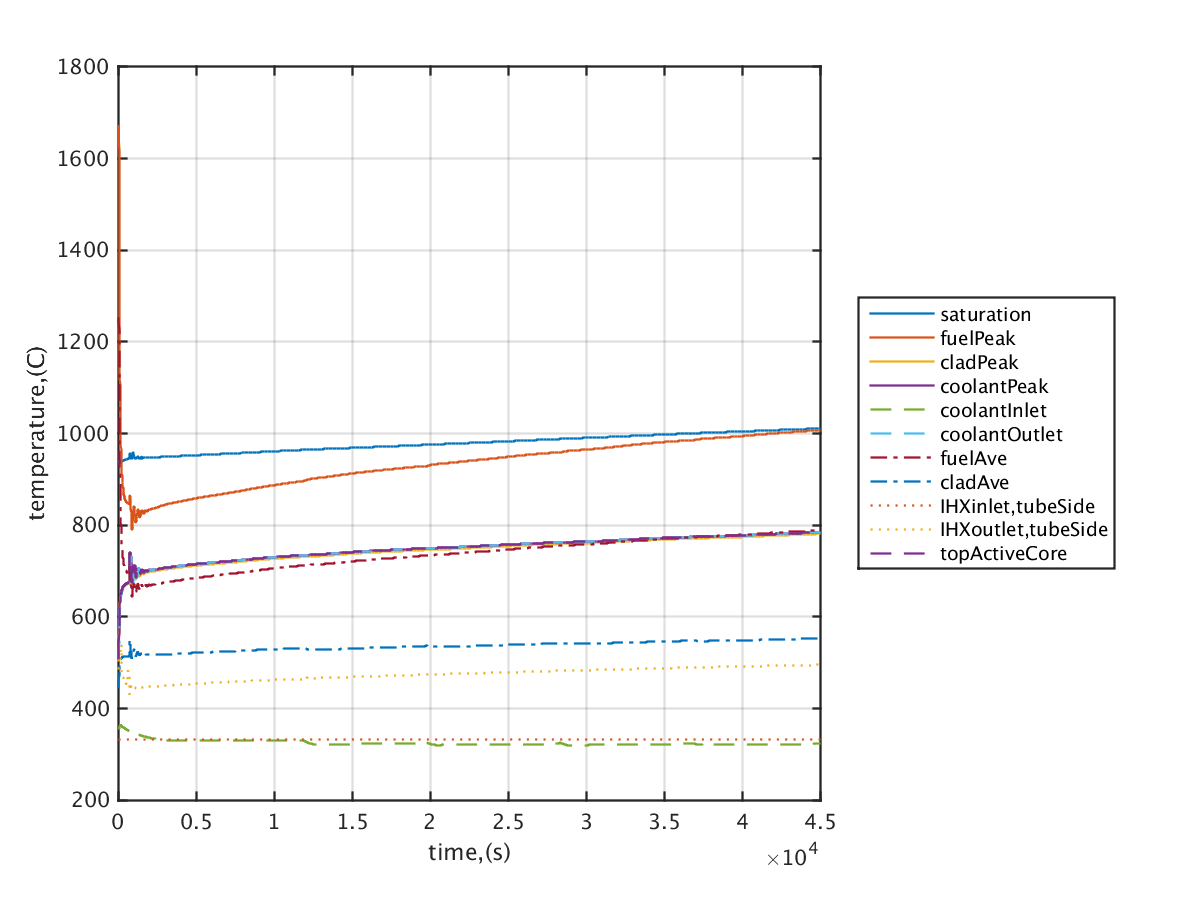 1800
1600
1400
1200
1000
800
600
400
200
temperature,(C)
0
0.5
1
1.5
2
2.5
3
3.5
4
4.5
×10^4
time,(s)
saturation
fuelPeak
cladPeak
coolantPeak
coolantInlet
coolantOutlet
fuelAve
cladAve
IHXinlet,tubeSide
IHXoutlet,tubeSide
topActiveCore